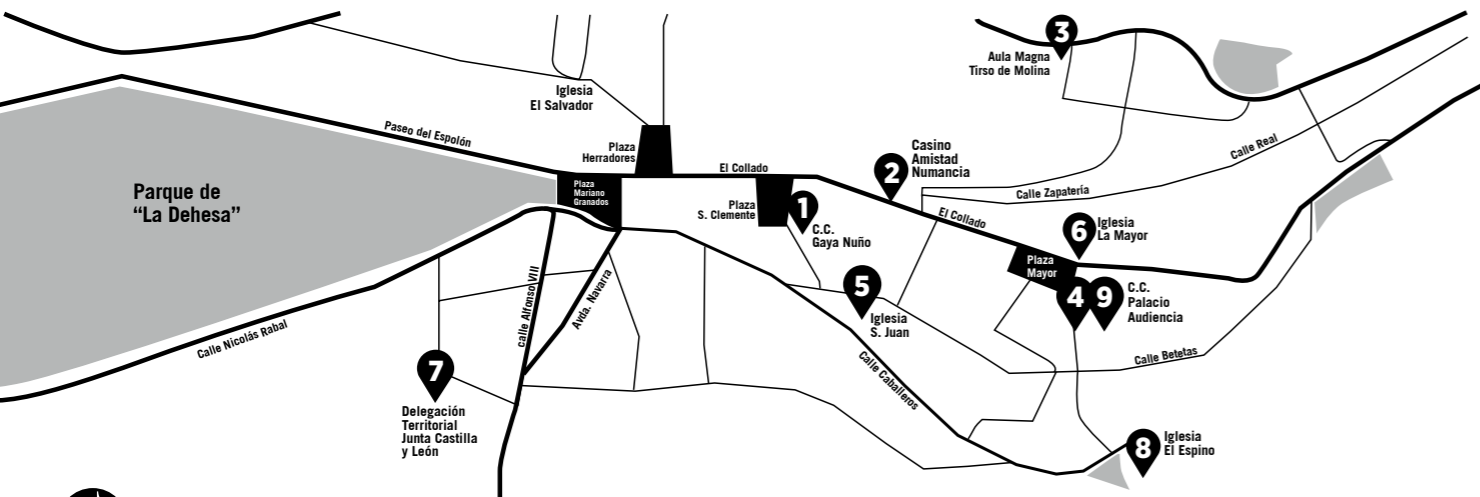 3
Aula Magna
Tirso de Molina
Iglesia
El Salvador
Paseo del Espolón
Plaza
Herradores
Casino
Amistad
Numancia
2
Calle Real
El Collado
Parque de
“La Dehesa”
Plaza
Mariano
Granados
Plaza
S. Clemente
1
C.C.
Gaya Nuño
Calle Zapatería
El Collado
6
Iglesia
La Mayor
Plaza
Mayor
4
9
C.C.
Palacio
Audiencia
5
Iglesia
S. Juan
calle Alfonso VIII
Avda. Navarra
Calle Nicolás Rabal
Calle Betetas
Calle Caballeros
7
Delegación
Territorial
Junta Castilla
y León
8
Iglesia
El Espino